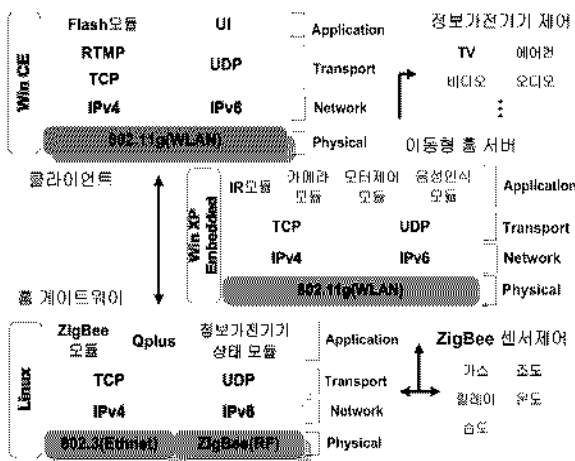 Flash모듈 UI Application
RTMP
TCP UDP Transport
IPv4 IPv6 Network
802.11g(WLAN) Physical
Win CE
정보가전기기 제어
TV 에어컨
비디오 오디오
클라이언트
이동형 홈 서버
IR모듈 카메라 모듈 모터제어 모듈 음성인식 모듈 Application
TCP UDP Transport
IPv4 IPv6 Network
802.11g(WLAN) Physical
Win XP Embedded
홈 게이트웨이
ZigBee 모듈 Qplus 정보가전기기 상태 모듈 Application
TCP UDP Transport
IPv4 IPv6 Network
802.3(Ethnet) ZigBee(RF) Physical
Linux
ZigBee 센서제어
가스 조도
릴레이 온도
습도